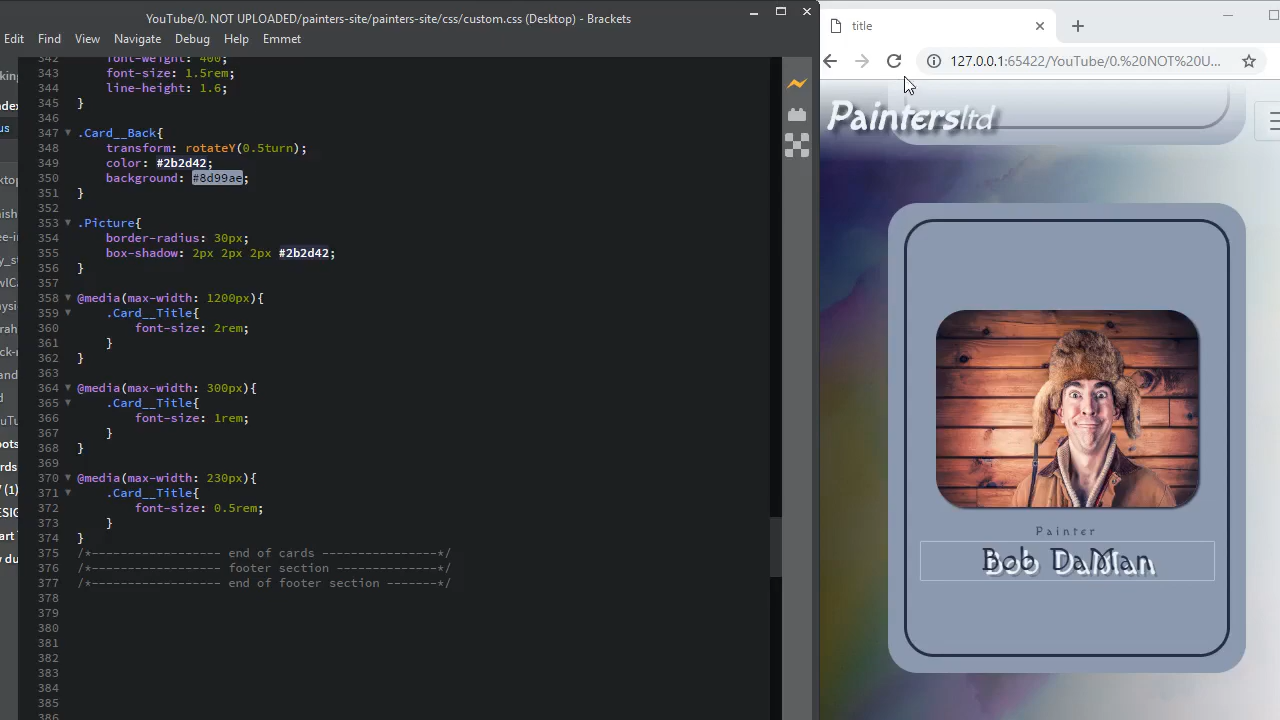 YouTube/0. NOT UPLOADED/painters-site/painters-site/css/custom.css (Desktop) - Brackets
Edit Find View Navigate Debug Help Emmet
342 font-weight: 400;
343 font-size: 1.5rem;
344 line-height: 1.6;
345 }
346
347 .Card__Back{
348 transform: rotateY(0.5turn);
349 color: #2b2d42;
350 background: #8d99ae;
351 }
352
353 .Picture{
354 border-radius: 30px;
355 box-shadow: 2px 2px 2px #2b2d42;
356 }
357
358 @media(max-width: 1200px){
359 .Card__Title{
360 font-size: 2rem;
361 }
362 }
363
364 @media(max-width: 300px){
365 .Card__Title{
366 font-size: 1rem;
367 }
368 }
369
370 @media(max-width: 230px){
371 .Card__Title{
372 font-size: 0.5rem;
373 }
374 }
375 /*------------------ end of cards ----------------*/
376 /*------------------ footer section --------------*/
377 /*------------------ end of footer section -------*/
378
379
380
381
382
383
384
385
386
title
127.0.0.1:65422/YouTube/0.%20NOT%20U...
Paintersltd
Painter
Bob DaMan